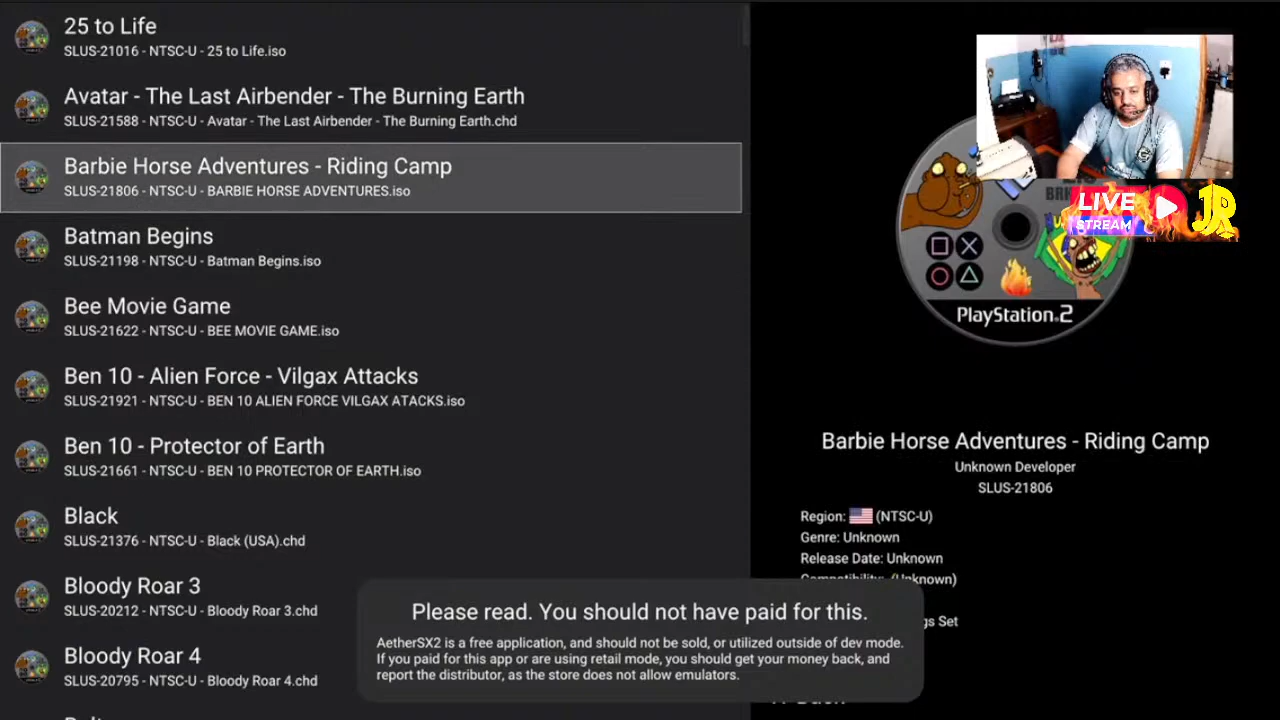 25 to Life
SLUS-21016 - NTSC-U - 25 to Life.iso
Avatar - The Last Airbender - The Burning Earth
SLUS-21588 - NTSC-U - Avatar - The Last Airbender - The Burning Earth.chd
Barbie Horse Adventures - Riding Camp
SLUS-21806 - NTSC-U - BARBIE HORSE ADVENTURES.iso
Batman Begins
SLUS-21198 - NTSC-U - Batman Begins.iso
Bee Movie Game
SLUS-21622 - NTSC-U - BEE MOVIE GAME.iso
Ben 10 - Alien Force - Vilgax Attacks
SLUS-21921 - NTSC-U - BEN 10 ALIEN FORCE VILGAX ATACKS.iso
Ben 10 - Protector of Earth
SLUS-21661 - NTSC-U - BEN 10 PROTECTOR OF EARTH.iso
Black
SLUS-21376 - NTSC-U - Black (USA).chd
Bloody Roar 3
SLUS-20212 - NTSC-U - Bloody Roar 3.chd
Bloody Roar 4
SLUS-20795 - NTSC-U - Bloody Roar 4.chd
LIVE
STREAM
JR
PlayStation 2
Barbie Horse Adventures - Riding Camp
Unknown Developer
SLUS-21806
Region: (NTSC-U)
Genre: Unknown
Release Date: Unknown
Compatibility: (Unknown)
gs Set
Please read. You should not have paid for this.
AetherSX2 is a free application, and should not be sold, or utilized outside of dev mode.
If you paid for this app or are using retail mode, you should get your money back, and
report the distributor, as the store does not allow emulators.